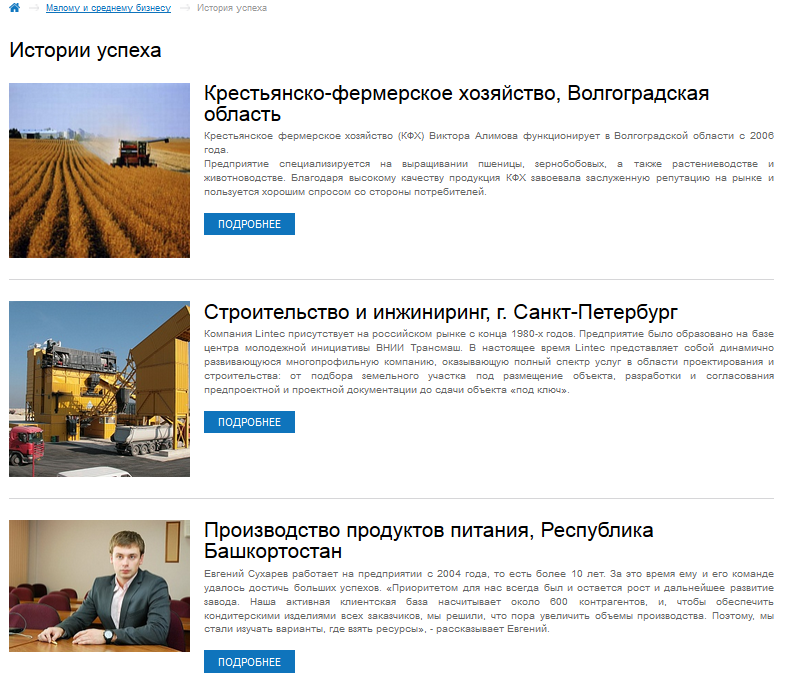 Малому и среднему бизнесу История успеха
Истории успеха
Крестьянско-фермерское хозяйство, Волгоградская
область
Крестьянское фермерское хозяйство (КФХ) Виктора Алимова функционирует в Волгоградской области с 2006
года.
Предприятие специализируется на выращивании пшеницы, зернобобовых, а также растениеводстве и
животноводстве. Благодаря высокому качеству продукция КФХ завоевала заслуженную репутацию на рынке и
пользуется хорошим спросом со стороны потребителей.
ПОДРОБНЕЕ
Строительство и инжиниринг, г. Санкт-Петербург
Компания Lintec присутствует на российском рынке с конца 1980-х годов. Предприятие было образовано на базе
центра молодежной инициативы ВНИИ Трансмаш. В настоящее время Lintec представляет собой динамично
развивающуюся многопрофильную компанию, оказывающую полный спектр услуг в области проектирования и
строительства: от подбора земельного участка под размещение объекта, разработки и согласования
предпроектной и проектной документации до сдачи объекта «под ключ».
ПОДРОБНЕЕ
Производство продуктов питания, Республика
Башкортостан
Евгений Сухарев работает на предприятии с 2004 года, то есть более 10 лет. За это время ему и его команде
удалось достичь больших успехов. «Приоритетом для нас всегда был и остается рост и дальнейшее развитие
завода. Наша активная клиентская база насчитывает около 600 контрагентов, и, чтобы обеспечить
кондитерскими изделиями всех заказчиков, мы решили, что пора увеличить объемы производства. Поэтому, мы
стали изучать варианты, где взять ресурсы», - рассказывает Евгений.
ПОДРОБНЕЕ